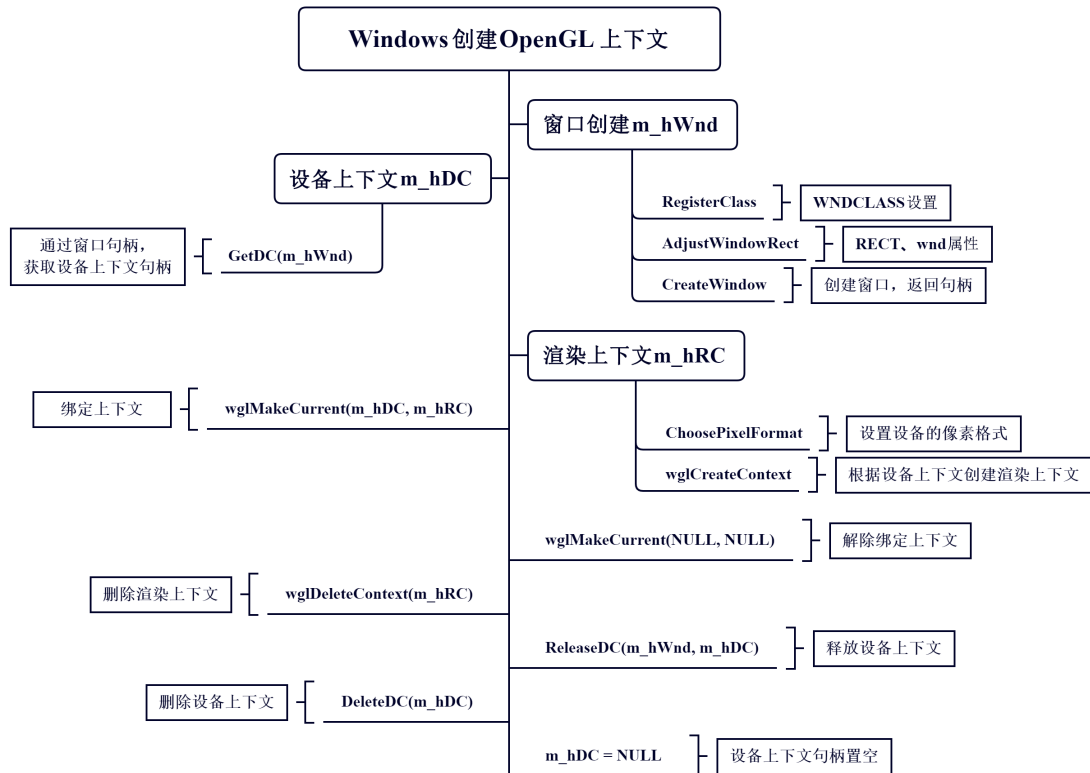 Windows 创建OpenGL 上下文
窗口创建m_hWnd
RegisterClass
WNDCLASS设置
AdjustWindowRect
RECT、wnd属性
CreateWindow
创建窗口，返回句柄
设备上下文m_hDC
GetDC(m_hWnd)
通过窗口句柄，
获取设备上下文句柄
渲染上下文m_hRC
ChoosePixelFormat
设置设备的像素格式
wglCreateContext
根据设备上下文创建渲染上下文
wglMakeCurrent(m_hDC, m_hRC)
绑定上下文
wglMakeCurrent(NULL, NULL)
解除绑定上下文
wglDeleteContext(m_hRC)
删除渲染上下文
ReleaseDC(m_hWnd, m_hDC)
释放设备上下文
DeleteDC(m_hDC)
删除设备上下文
m_hDC = NULL
设备上下文句柄置空